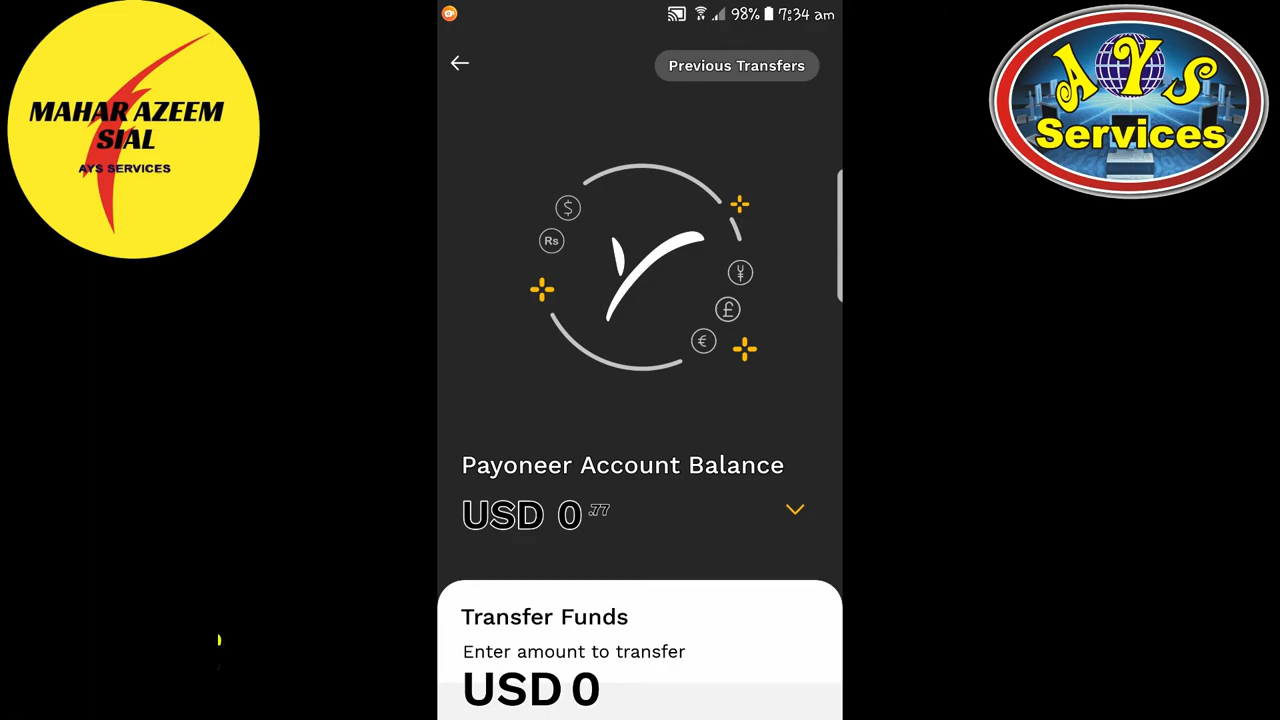 MAHAR AZEEM
SIAL
AYS SERVICES
98% 7:34 am
Previous Transfers
AYS
Services
$
Rs
¥
£
€
Payoneer Account Balance
USD 0.77
Transfer Funds
Enter amount to transfer
USD 0